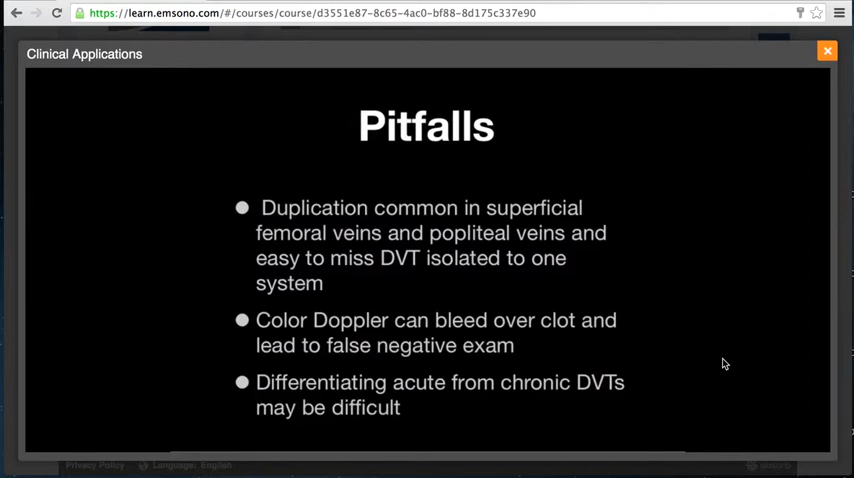 https://learn.emsono.com/#/courses/course/d3551e87-8c65-4ac0-bf88-8d175c337e90
Clinical Applications
Pitfalls
Duplication common in superficial
femoral veins and popliteal veins and
easy to miss DVT isolated to one
system
Color Doppler can bleed over clot and
lead to false negative exam
Differentiating acute from chronic DVTs
may be difficult
Privacy Policy
Language: English